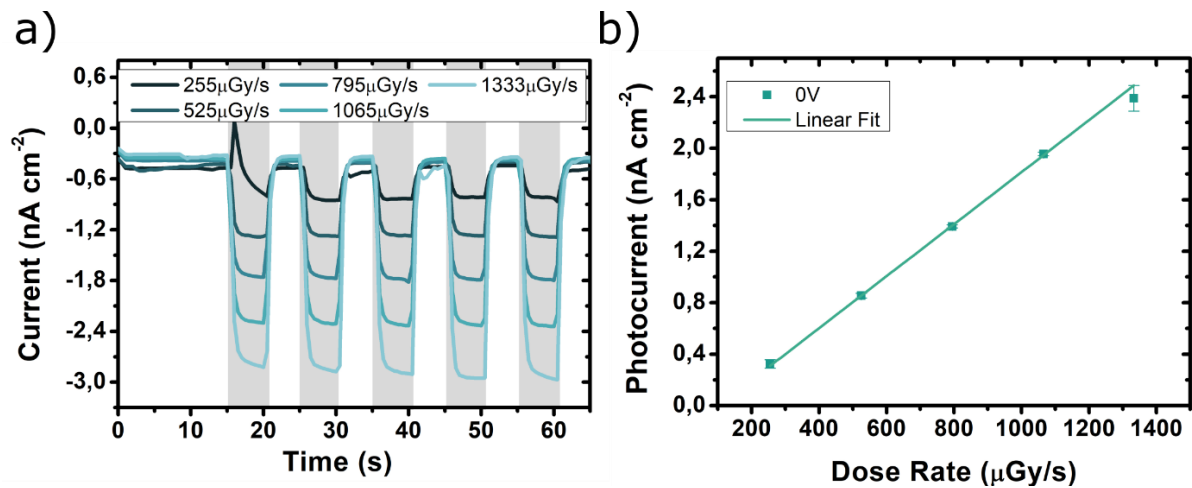 a)
0,6
0,0
-0,6
-1,2
-1,8
-2,4
-3,0
Current (nA cm-2)
255μGy/s 795μGy/s 1333μGy/s
525μGy/s 1065μGy/s
0 10 20 30 40 50 60
Time (s)
b)
2,4
2,0
1,6
1,2
0,8
0,4
0,0
Photocurrent (nA cm-2)
0V
Linear Fit
200 400 600 800 1000 1200 1400
Dose Rate (μGy/s)